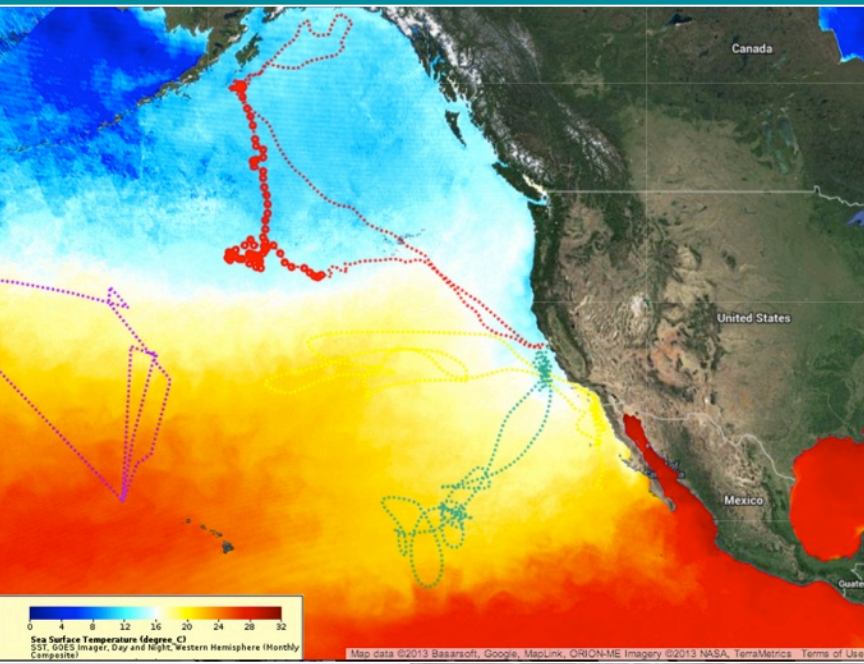 Canada
United States
Mexico
Guate
0 4 8 12 16 20 24 28 32
Sea Surface Temperature (degree_C)
SST, GOES Imager, Day and Night, Western Hemisphere (Monthly
Composite)
Map data ©2013 Basarsoft, Google, MapLink, ORION-ME Imagery ©2013 NASA, TerraMetrics Terms of Use